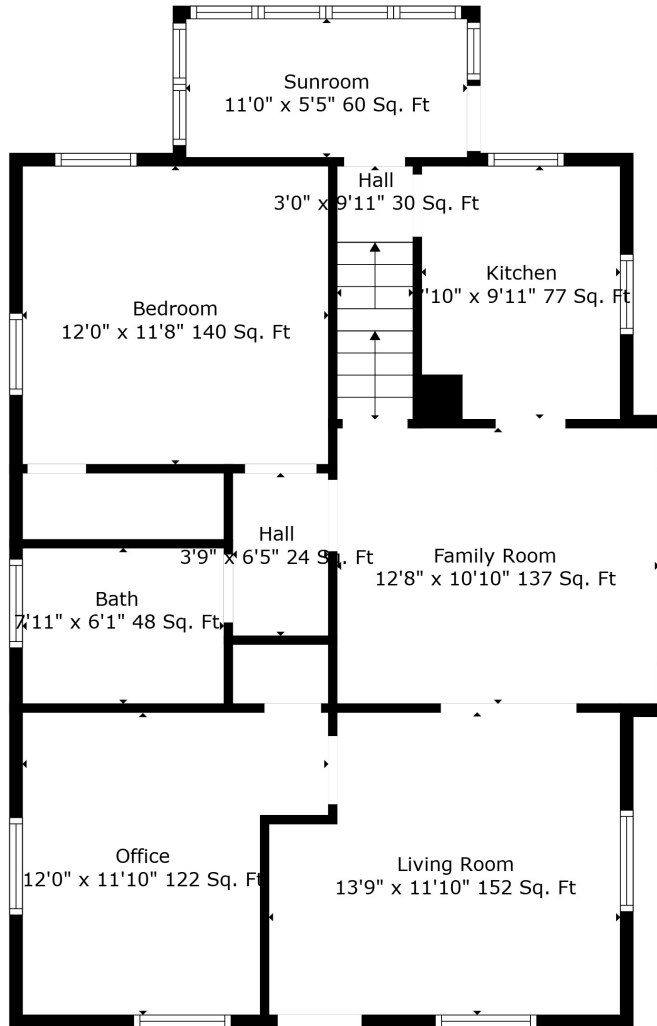 Sunroom
11'0" x 5'5" 60 Sq. Ft
Hall
3'0" x 9'11" 30 Sq. Ft
Kitchen
7'10" x 9'11" 77 Sq. Ft
Bedroom
12'0" x 11'8" 140 Sq. Ft
Hall
3'9" x 6'5" 24 Sq. Ft
Family Room
12'8" x 10'10" 137 Sq. Ft
Bath
7'11" x 6'1" 48 Sq. Ft
Office
12'0" x 11'10" 122 Sq. Ft
Living Room
13'9" x 11'10" 152 Sq. Ft